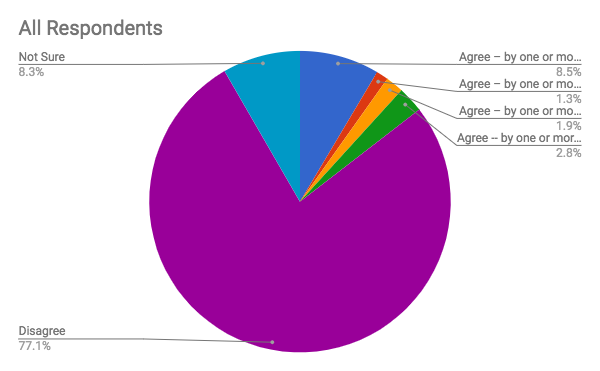 All Respondents
Not Sure
8.3%
Agree – by one or mo...
8.5%
Agree – by one or mo...
1.3%
Agree – by one or mo...
1.9%
Agree -- by one or mor...
2.8%
Disagree
77.1%